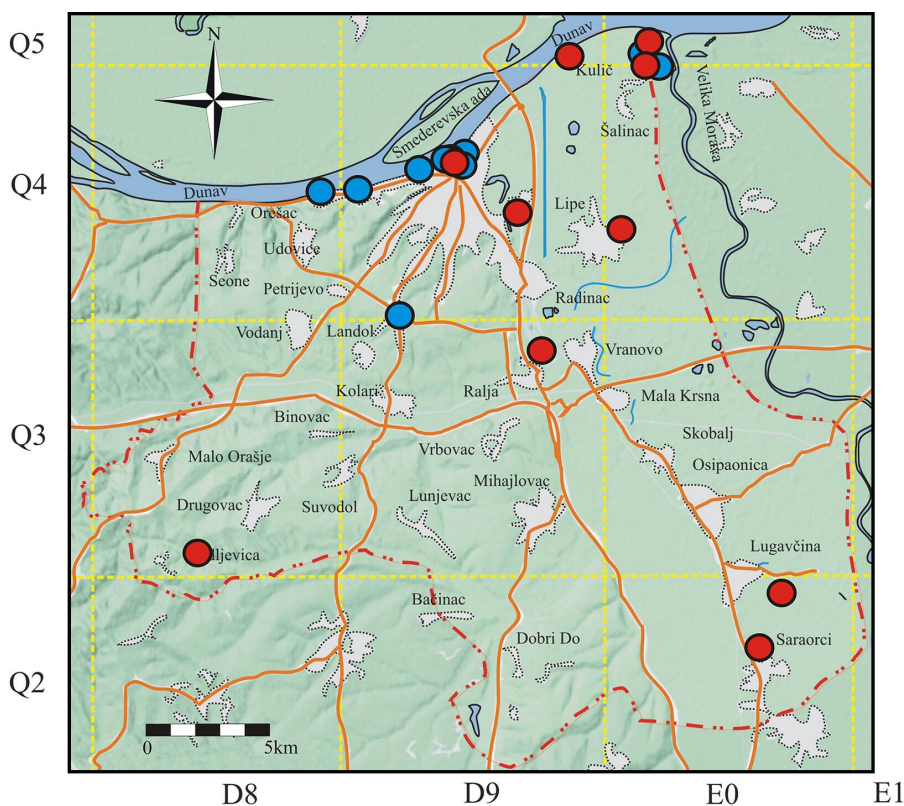 Q5
N
Dunav
Kulič
Velika Morava
Smederevska ada
Šalinac
Q4
Dunav
Orešac
Lipe
Udovice
Seone
Petrijevo
Radinac
Vodanj
Landok
Vranovo
Kolari
Ralja
Mala Krsna
Binovac
Q3
Skobalj
Vrbovac
Malo Orašje
Osipaonica
Mihajlovac
Drugovac
Suvodol
Lunjevac
Lugavčina
Bačinac
Dobri Do
Saraorci
Q2
0
5km
D8
D9
E0
E1